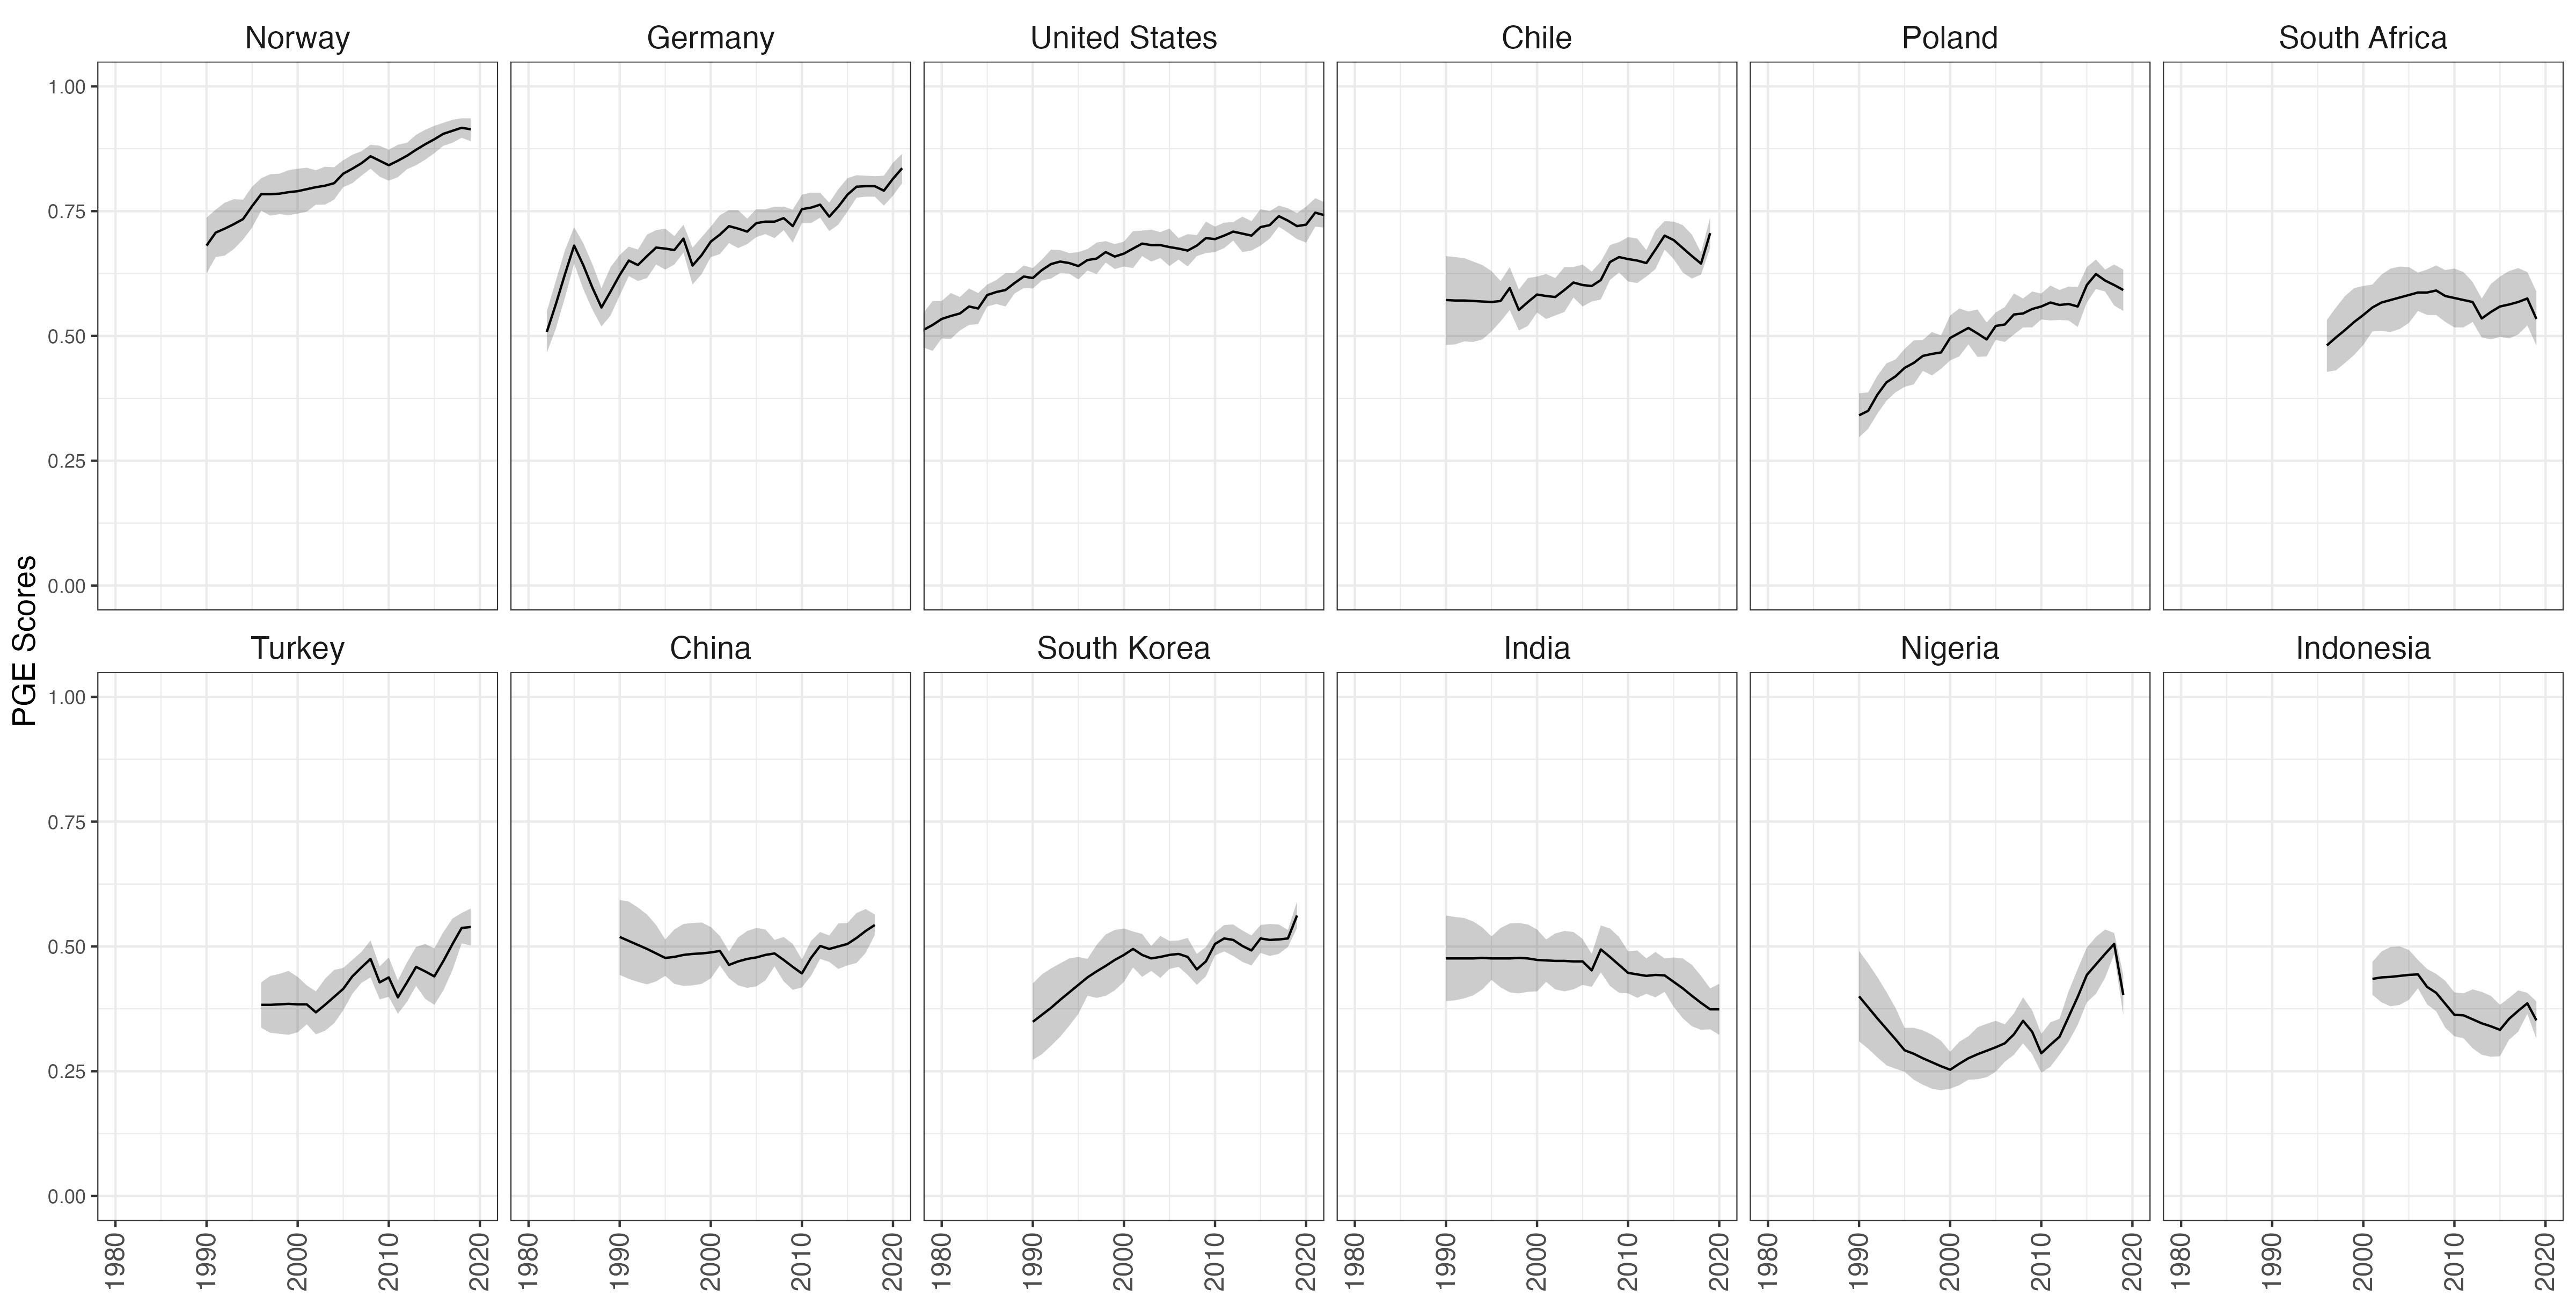 Norway Germany United States Chile Poland South Africa
1.00
0.75
0.50
0.25
0.00
PGE Scores
Turkey China South Korea India Nigeria Indonesia
1.00
0.75
0.50
0.25
0.00
1980 1990 2000 2010 2020 1980 1990 2000 2010 2020 1980 1990 2000 2010 2020 1980 1990 2000 2010 2020 1980 1990 2000 2010 2020 1980 1990 2000 2010 2020